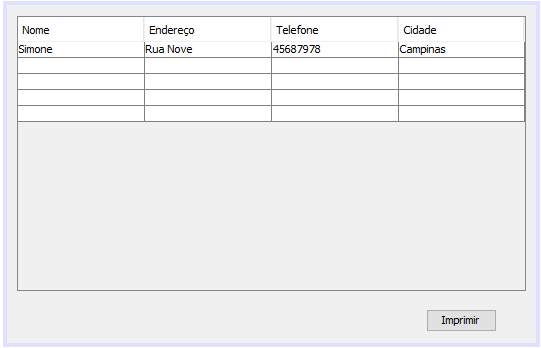 Nome Endereço Telefone Cidade
Simone Rua Nove 45687978 Campinas
Imprimir